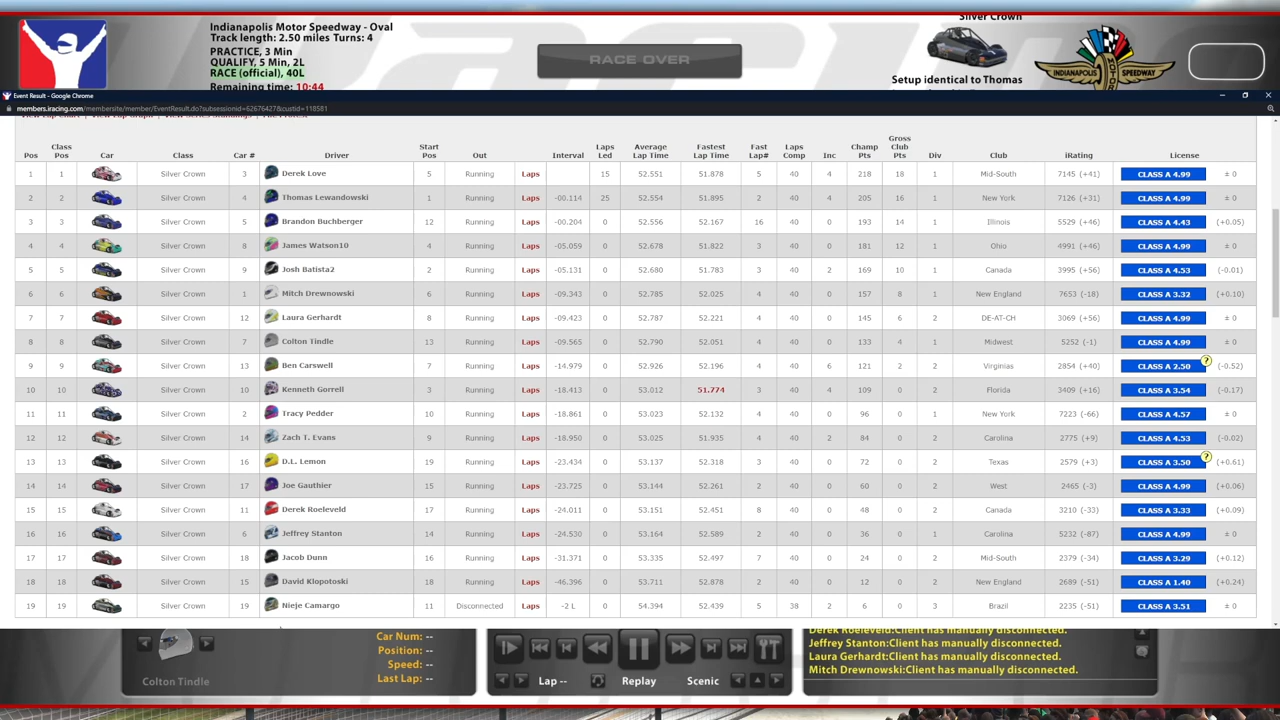 Indianapolis Motor Speedway - Oval
Track length: 2.50 miles Turns: 4
PRACTICE, 3 Min
QUALIFY, 5 Min, 2L
RACE (official), 40L
Remaining time: 10:44
RACE OVER
Silver Crown
Setup identical to Thomas
INDIANAPOLIS MOTOR SPEEDWAY
Event Result - Google Chrome
members.iracing.com/membersite/member/EventResult.do?subsessionid=62676427&custid=118581
View Lap Chart | View Lap Graph | View Series Standings | File Protest
Pos Class Pos Car Class Car # Driver Start Pos Out Interval Laps Led Average Lap Time Fastest Lap Time Fast Lap# Laps Comp Inc Champ Pts Gross Club Pts Div Club iRating License
1 1 Silver Crown 3 Derek Love 5 Running Laps 15 52.551 51.878 5 40 4 218 18 1 Mid-South 7145 (+41) CLASS A 4.99 ± 0
2 2 Silver Crown 4 Thomas Lewandowski 1 Running Laps -00.114 25 52.554 51.895 2 40 4 205 16 1 New York 7126 (+31) CLASS A 4.99 ± 0
3 3 Silver Crown 5 Brandon Buchberger 12 Running Laps -00.204 0 52.556 52.167 16 40 0 193 14 1 Illinois 5529 (+46) CLASS A 4.43 (+0.05)
4 4 Silver Crown 8 James Watson10 4 Running Laps -05.059 0 52.678 51.822 3 40 0 181 12 1 Ohio 4991 (+46) CLASS A 4.99 ± 0
5 5 Silver Crown 9 Josh Batista2 2 Running Laps -05.131 0 52.680 51.783 3 40 2 169 10 1 Canada 3995 (+56) CLASS A 4.53 (-0.01)
6 6 Silver Crown 1 Mitch Drewnowski 6 Running Laps -09.343 0 52.785 52.025 4 40 0 157 8 1 New England 7653 (-18) CLASS A 3.32 (+0.10)
7 7 Silver Crown 12 Laura Gerhardt 8 Running Laps -09.423 0 52.787 52.221 4 40 0 145 6 2 DE-AT-CH 3069 (+56) CLASS A 4.99 ± 0
8 8 Silver Crown 7 Colton Tindle 13 Running Laps -09.565 0 52.790 52.051 4 40 0 133 4 1 Midwest 5252 (-1) CLASS A 4.99 ± 0
9 9 Silver Crown 13 Ben Carswell 7 Running Laps -14.979 0 52.926 52.196 4 40 6 121 2 2 Virginias 2854 (+40) CLASS A 2.50 ? (-0.52)
10 10 Silver Crown 10 Kenneth Gorrell 3 Running Laps -18.413 0 53.012 51.774 3 40 4 109 0 2 Florida 3409 (+16) CLASS A 3.54 (-0.17)
11 11 Silver Crown 2 Tracy Pedder 10 Running Laps -18.861 0 53.023 52.132 4 40 0 96 0 1 New York 7223 (-66) CLASS A 4.57 ± 0
12 12 Silver Crown 14 Zach T. Evans 9 Running Laps -18.950 0 53.025 51.935 4 40 2 84 0 2 Carolina 2775 (+9) CLASS A 4.53 (-0.02)
13 13 Silver Crown 16 D.L. Lemon 19 Running Laps -23.434 0 53.137 52.318 3 40 0 72 0 2 Texas 2579 (+3) CLASS A 3.50 ? (+0.61)
14 14 Silver Crown 17 Joe Gauthier 15 Running Laps -23.725 0 53.144 52.261 2 40 0 60 0 2 West 2465 (-3) CLASS A 4.99 (+0.06)
15 15 Silver Crown 11 Derek Roeleveld 17 Running Laps -24.011 0 53.151 52.451 8 40 0 48 0 2 Canada 3210 (-33) CLASS A 3.33 (+0.09)
16 16 Silver Crown 6 Jeffrey Stanton 14 Running Laps -24.530 0 53.164 52.589 2 40 0 36 0 1 Carolina 5232 (-87) CLASS A 4.99 ± 0
17 17 Silver Crown 18 Jacob Dunn 16 Running Laps -31.371 0 53.335 52.497 7 40 0 24 0 2 Mid-South 2379 (-34) CLASS A 3.29 (+0.12)
18 18 Silver Crown 15 David Klopotoski 18 Running Laps -46.396 0 53.711 52.878 2 40 0 12 0 2 New England 2689 (-51) CLASS A 1.40 (+0.24)
19 19 Silver Crown 19 Nieje Camargo 11 Disconnected Laps -2 L 0 54.394 52.439 5 38 2 6 0 3 Brazil 2235 (-51) CLASS A 3.51 ± 0
Colton Tindle
Car Num: --
Position: --
Speed: --
Last Lap: --
Lap -- Replay Scenic
Derek Roeleveld:Client has manually disconnected.
Jeffrey Stanton:Client has manually disconnected.
Laura Gerhardt:Client has manually disconnected.
Mitch Drewnowski:Client has manually disconnected.